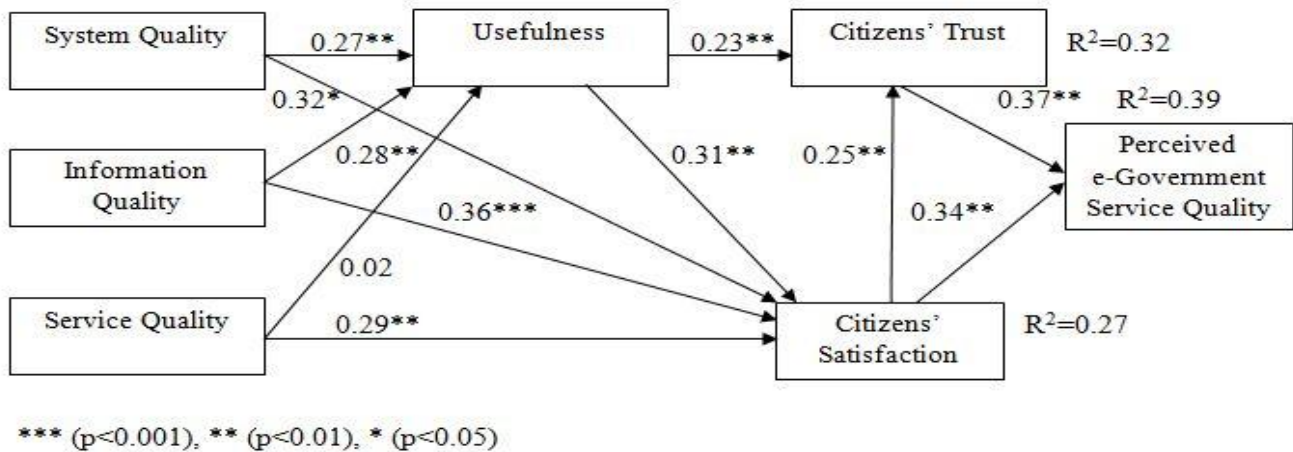 System Quality
0.27**
Usefulness
0.23**
Citizens’ Trust
R²=0.32
0.32*
0.37**
R²=0.39
Information
Quality
0.28**
0.31**
0.25**
Perceived
e-Government
Service Quality
0.36***
0.34**
0.02
Service Quality
0.29**
Citizens’
Satisfaction
R²=0.27
*** (p<0.001), ** (p<0.01), * (p<0.05)